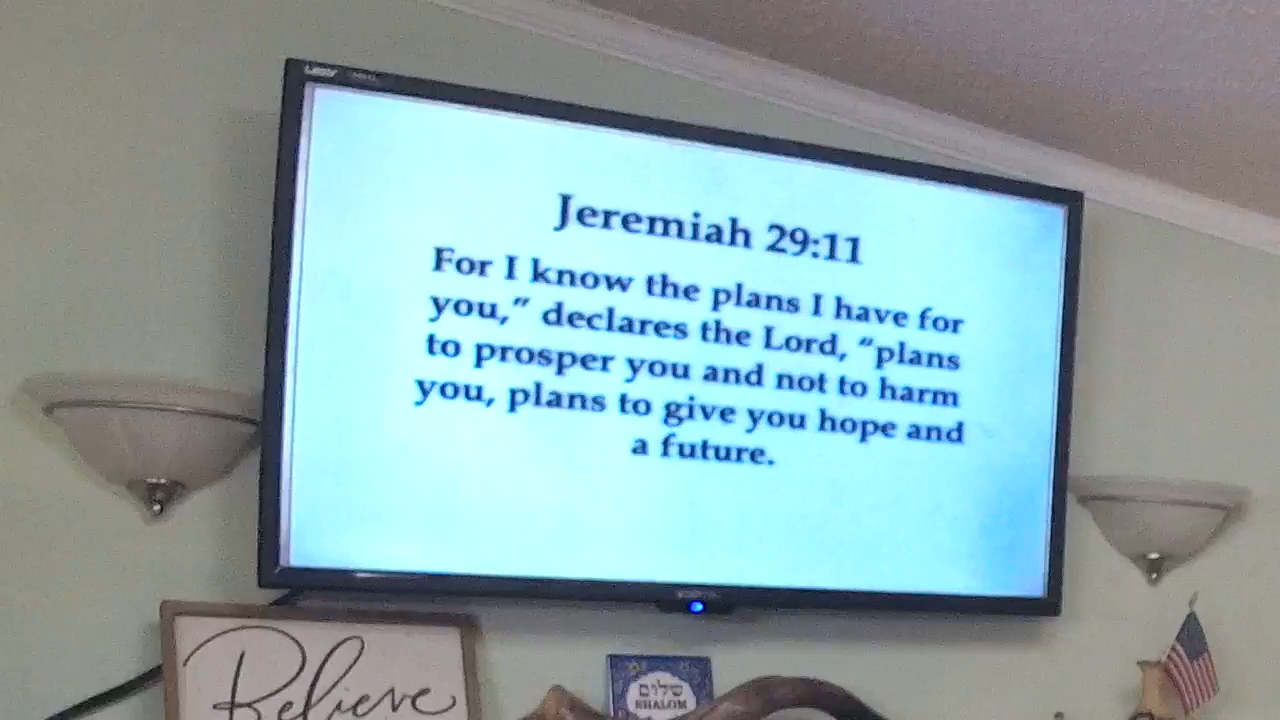 Jeremiah 29:11
For I know the plans I have for
you,” declares the Lord, “plans
to prosper you and not to harm
you, plans to give you hope and
a future.
Believe
שלום
SHALOM